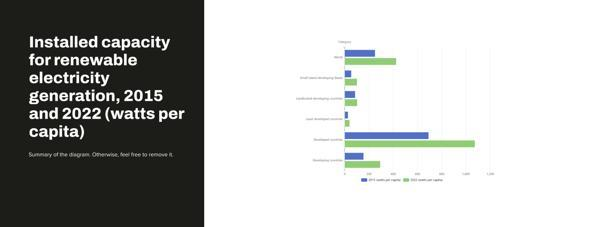 Installed capacity
for renewable
electricity
generation, 2015
and 2022 (watts per
capita)
Summary of the diagram. Otherwise, feel free to remove it.
Category
World
Small island developing States
Landlocked developing countries
Least developed countries
Developed countries
Developing countries
0 200 400 600 800 1,000 1,200
2015 watts per capita 2022 watts per capita